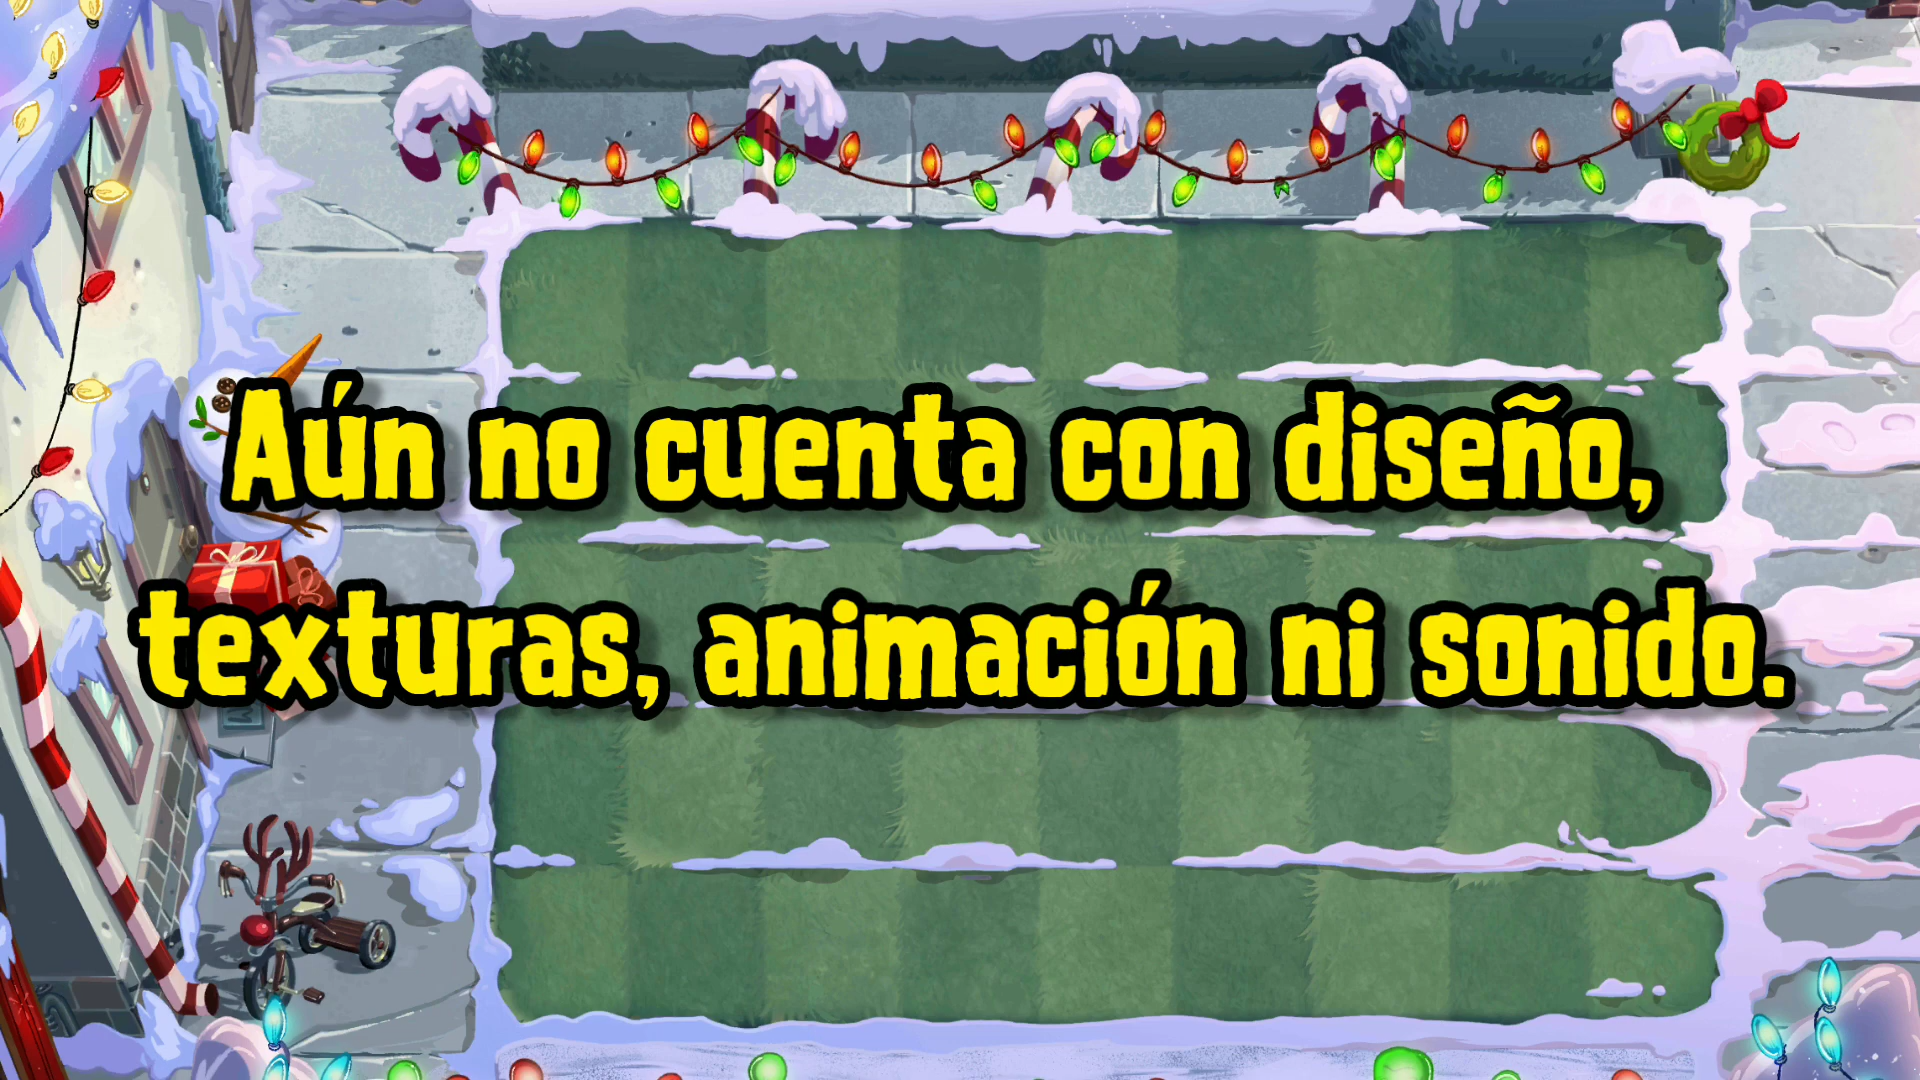 Aún no cuenta con diseño,
texturas, animación ni sonido.